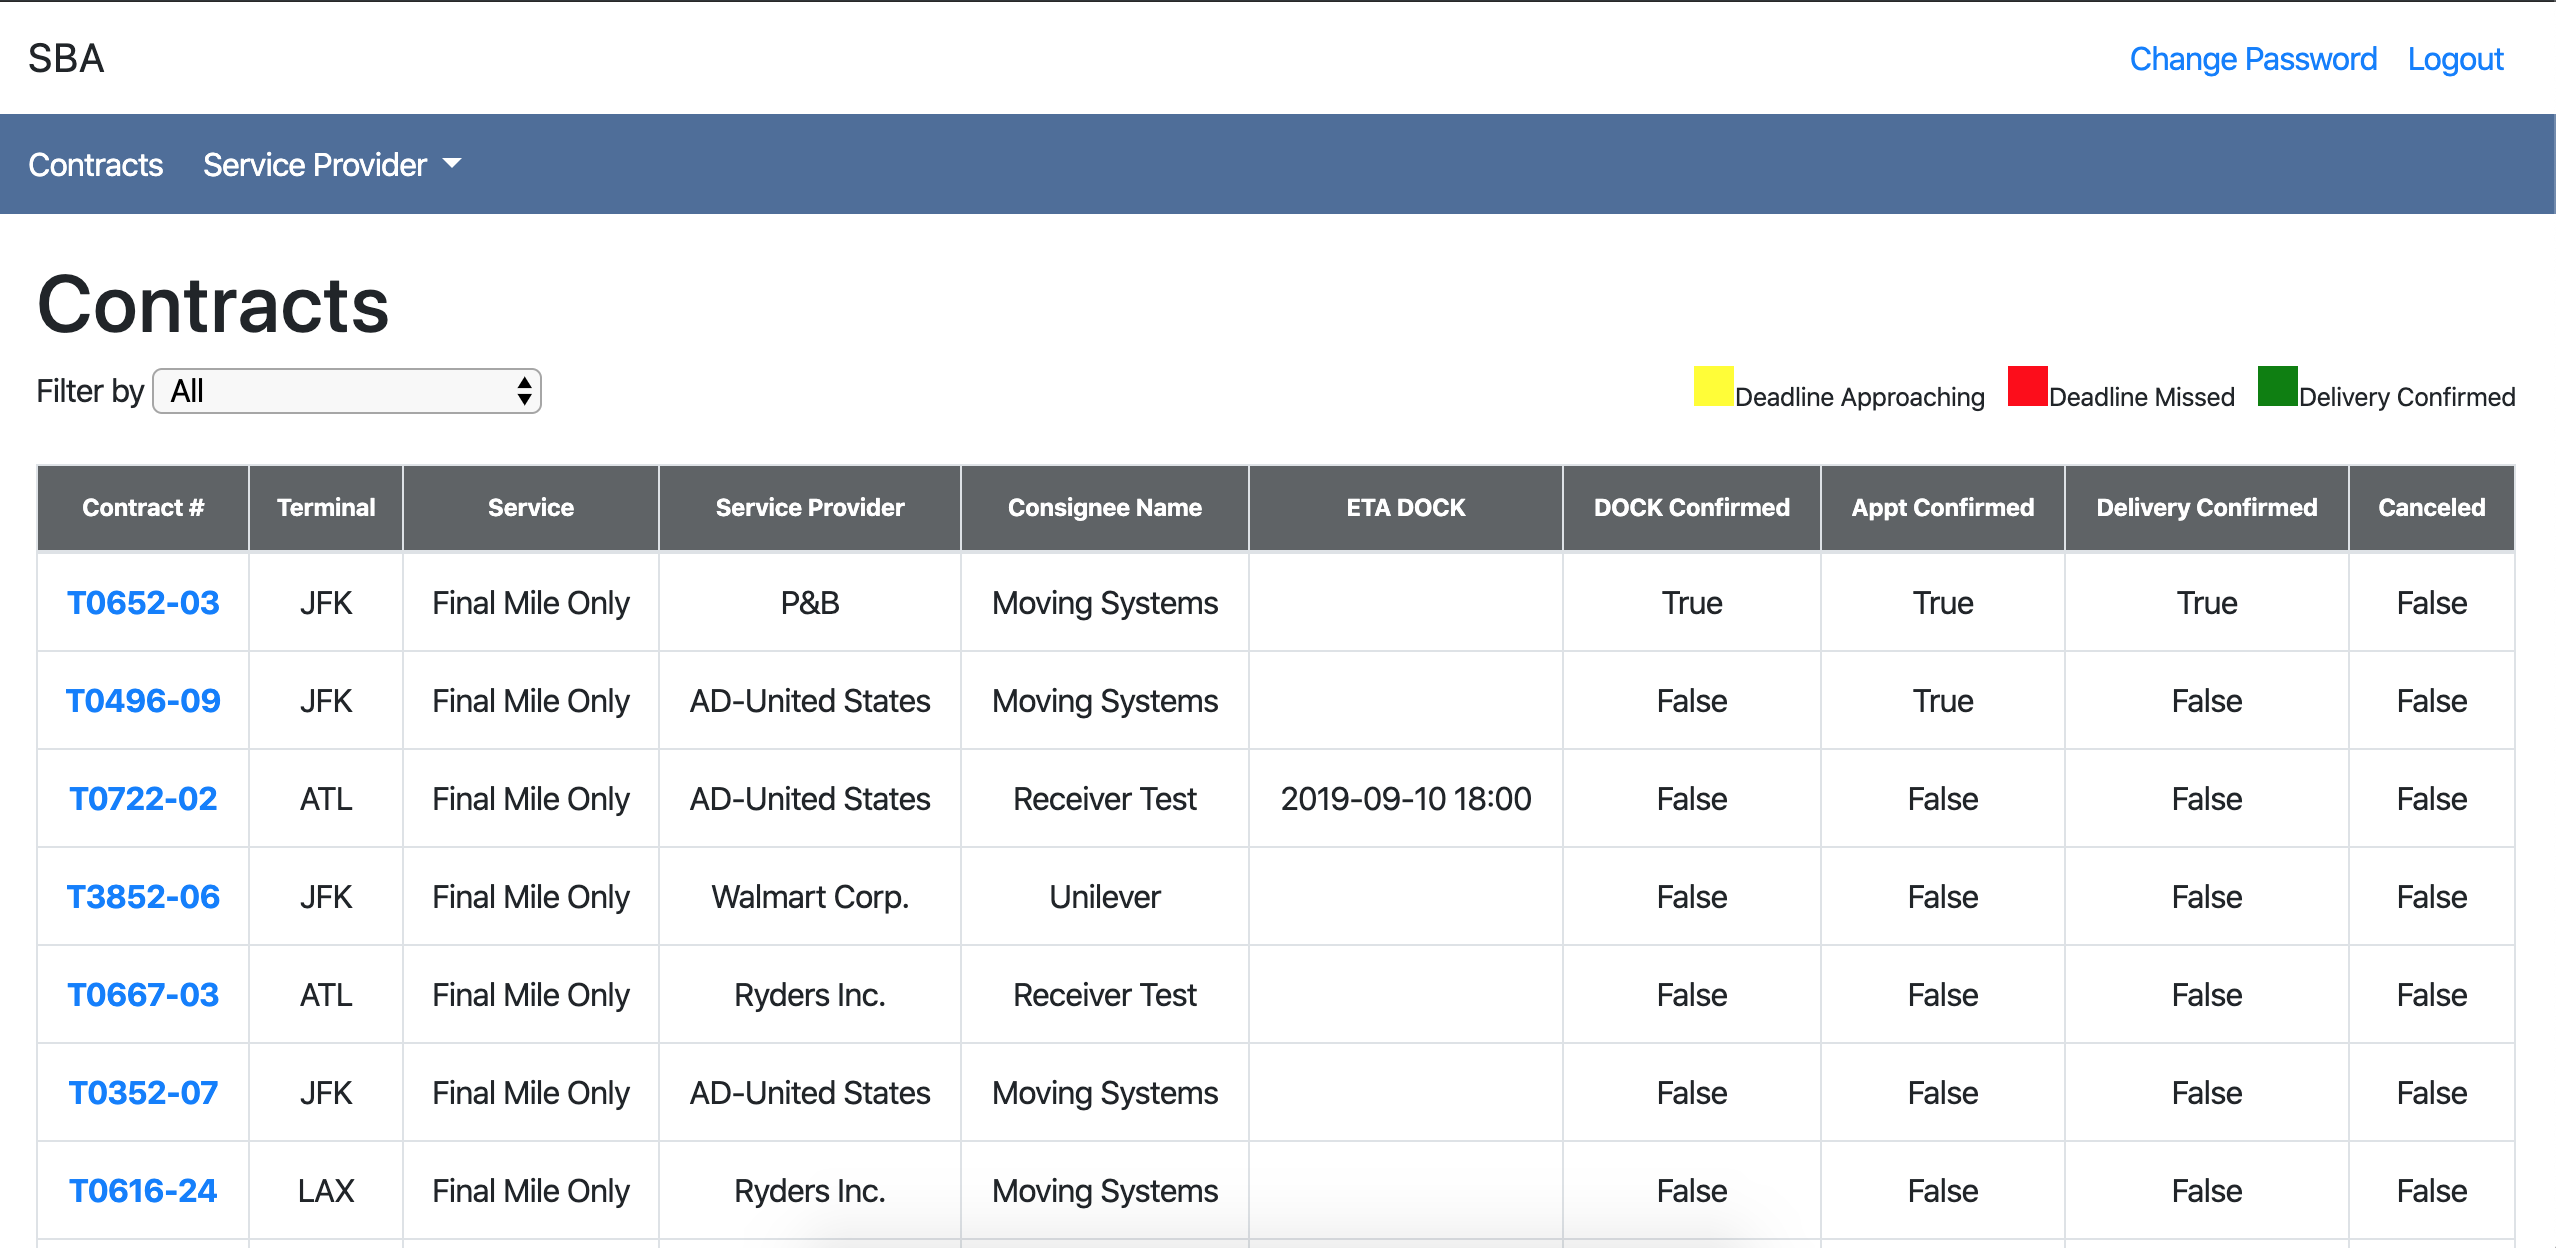 SBA Change Password Logout
Contracts Service Provider
Contracts
Filter by All Deadline Approaching Deadline Missed Delivery Confirmed
Contract # Terminal Service Service Provider Consignee Name ETA DOCK DOCK Confirmed Appt Confirmed Delivery Confirmed Canceled
T0652-03 JFK Final Mile Only P&B Moving Systems True True True False
T0496-09 JFK Final Mile Only AD-United States Moving Systems False True False False
T0722-02 ATL Final Mile Only AD-United States Receiver Test 2019-09-10 18:00 False False False False
T3852-06 JFK Final Mile Only Walmart Corp. Unilever False False False False
T0667-03 ATL Final Mile Only Ryders Inc. Receiver Test False False False False
T0352-07 JFK Final Mile Only AD-United States Moving Systems False False False False
T0616-24 LAX Final Mile Only Ryders Inc. Moving Systems False False False False